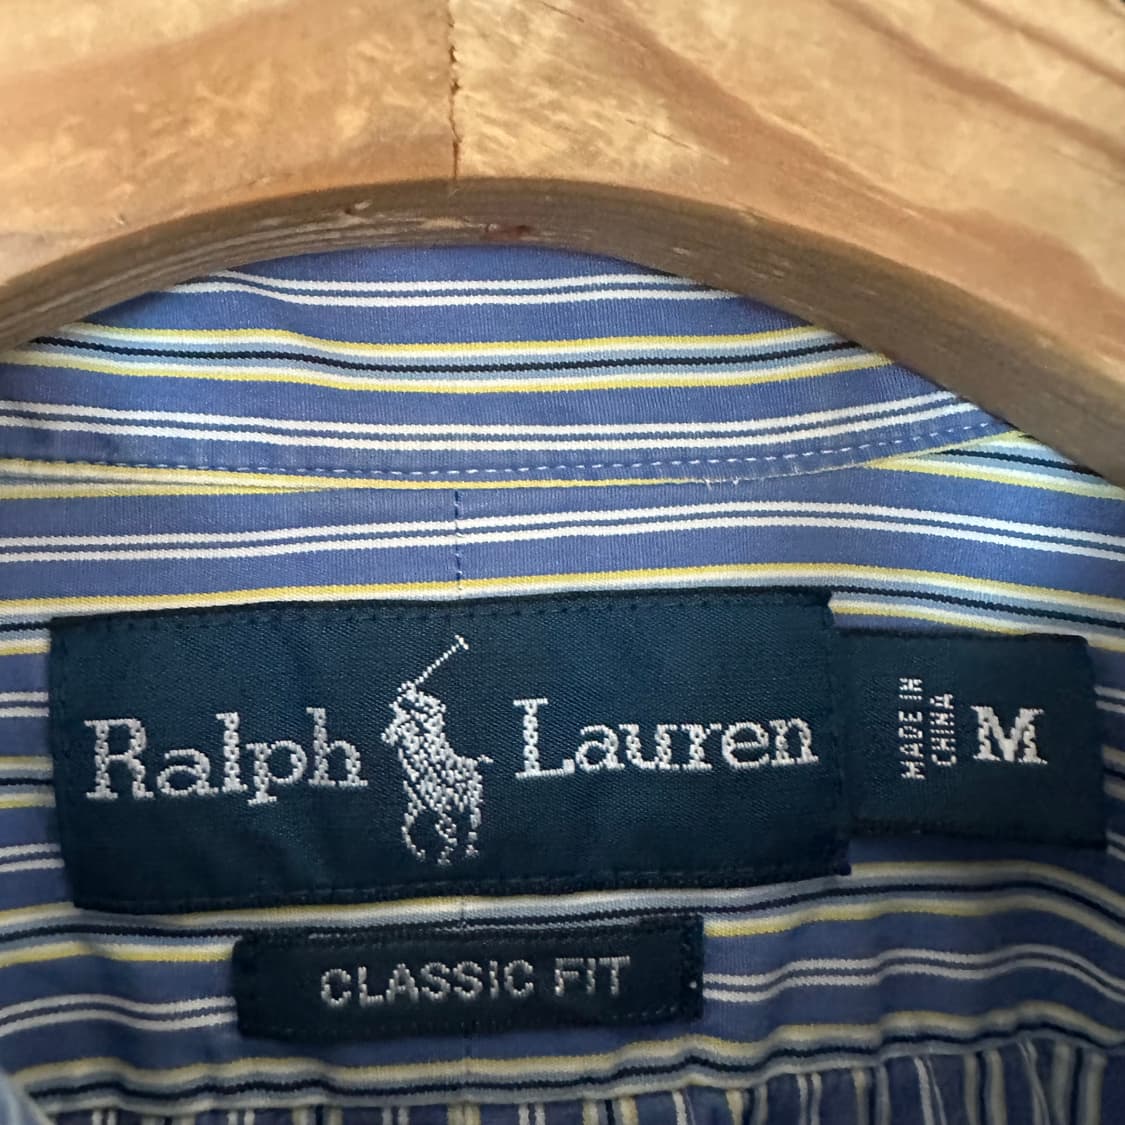 Ralph Lauren
MADE IN
CHINA
M
CLASSIC FIT